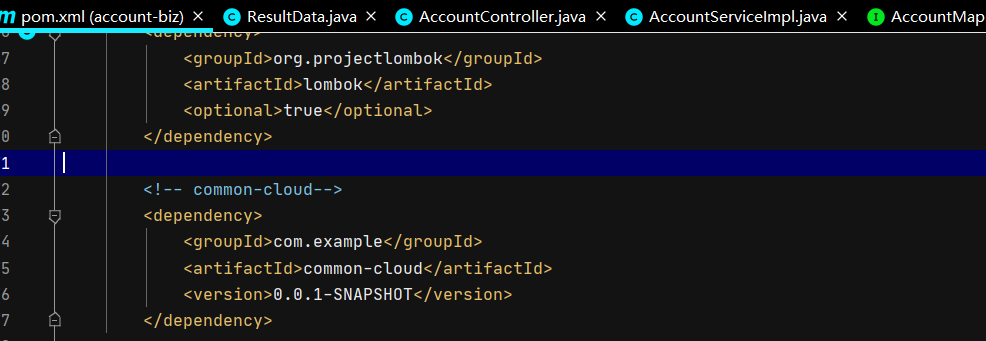 pom.xml (account-biz) ResultData.java AccountController.java AccountServiceImpl.java AccountMap
<dependency>
7 <groupId>org.projectlombok</groupId>
8 <artifactId>lombok</artifactId>
9 <optional>true</optional>
0 </dependency>
1
2 <!-- common-cloud-->
3 <dependency>
4 <groupId>com.example</groupId>
5 <artifactId>common-cloud</artifactId>
6 <version>0.0.1-SNAPSHOT</version>
7 </dependency>